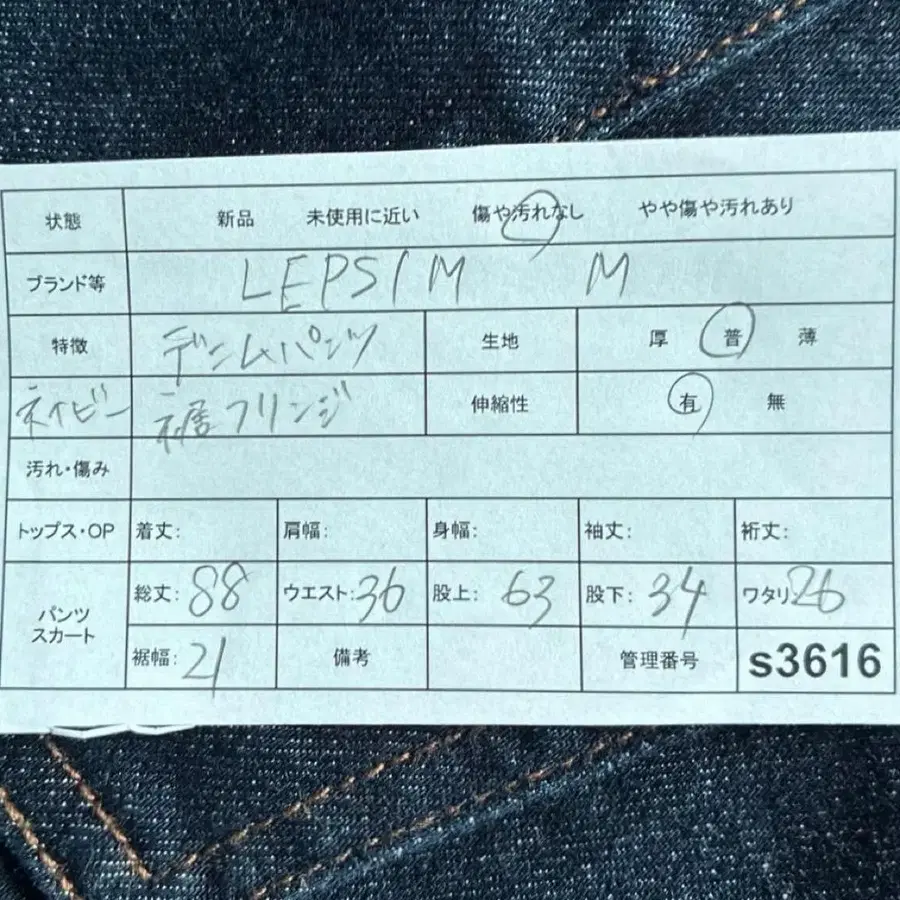 状態 新品 未使用に近い 傷や汚れなし やや傷や汚れあり
ブランド等 LEPSIM M
特徴 デニムパンツ 生地 厚 普 薄
ネイビー 裾フリンジ 伸縮性 有 無
汚れ・傷み
トップス・OP 着丈: 肩幅: 身幅: 袖丈: 裄丈:
パンツ スカート 総丈: 88 ウエスト: 36 股上: 63 股下: 34 ワタリ: 26
裾幅: 21 備考 管理番号 s3616